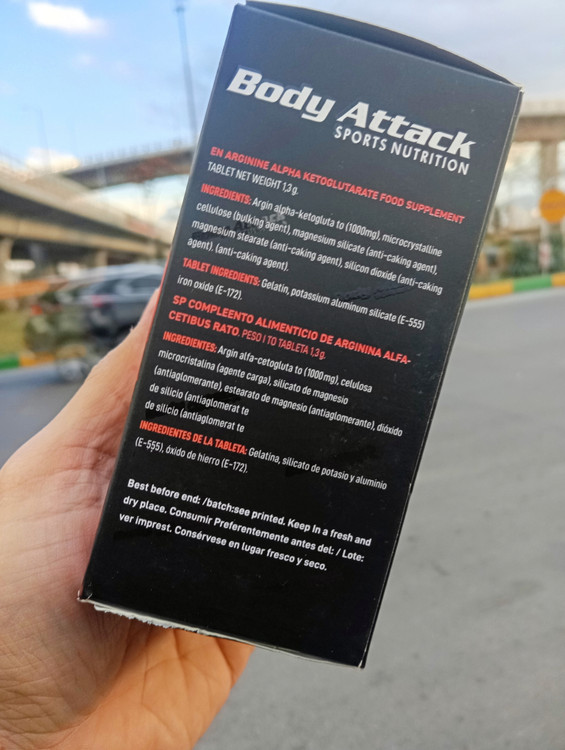 Body Attack
SPORTS NUTRITION
EN ARGININE ALPHA KETOGLUTARATE FOOD SUPPLEMENT
TABLET NET WEIGHT 1,3 g.
INGREDIENTS: Argin alpha-ketogluta to (1000mg), microcrystalline
cellulose (bulking agent), magnesium silicate (anti-caking agent),
magnesium stearate (anti-caking agent), silicon dioxide (anti-caking
agent), (anti-caking agent).
TABLET INGREDIENTS: Gelatin, potassium aluminum silicate (E-555)
iron oxide (E-172).
SP COMPLEENTO ALIMENTICIO DE ARGININA ALFA-
CETIBUS RATO. PESO I TO TABLETA 1,3 g.
INGREDIENTES: Argin alfa-cetogluta to (1000mg), celulosa
microcristalina (agente carga), silicato de magnesio
(antiaglomerante), estearato de magnesio (antiaglomerante), dióxido
de silicio (antiaglomerat te
de silicio (antiaglomerat te
INGREDIENTES DE LA TABLETA: Gelatina, silicato de potasio y aluminio
(E-555), óxido de hierro (E-172).
Best before end: /batch:see printed. Keep In a fresh and
dry place. Consumir Preferentemente antes del: / Lote:
ver imprest. Consérvese en lugar fresco y seco.